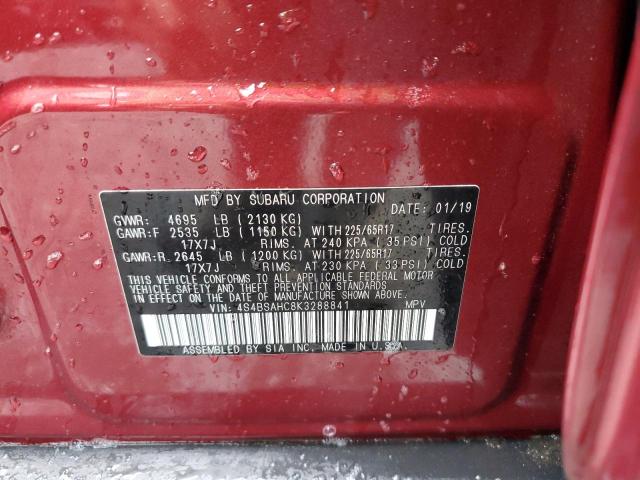 MFD BY SUBARU CORPORATION
GVWR: 4695 LB ( 2130 KG) DATE: 01/19
GAWR:F 2535 LB ( 1150 KG) WITH 225/65R17 TIRES.
17X7J RIMS. AT 240 KPA ( 35 PSI) COLD
GAWR:R. 2645 LB ( 1200 KG) WITH 225/65R17 TIRES.
17X7J RIMS. AT 230 KPA ( 33 PSI) COLD
THIS VEHICLE CONFORMS TO ALL APPLICABLE FEDERAL MOTOR
VEHICLE SAFETY AND THEFT PREVENTION STANDARDS IN
EFFECT ON THE DATE OF MANUFACTURE SHOWN ABOVE.
VIN: 4S4BSAHC8K3288841 MPV
ASSEMBLED BY SIA INC. MADE IN U.S.A.